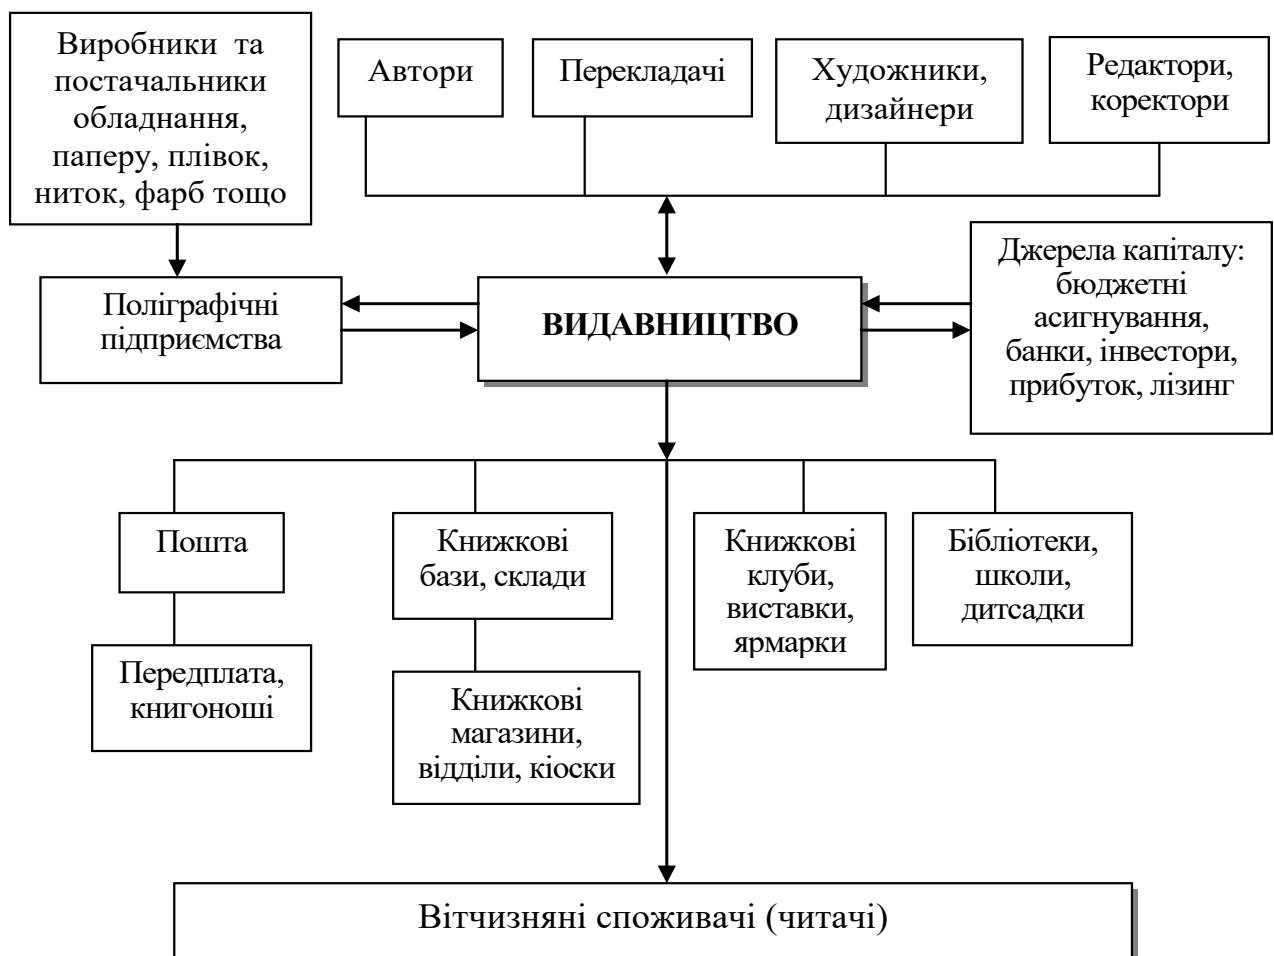 Виробники та
постачальники
обладнання,
паперу, плівок,
ниток, фарб тощо
Автори
Перекладачі
Художники,
дизайнери
Редактори,
коректори
Поліграфічні
підприємства
ВИДАВНИЦТВО
Джерела капіталу:
бюджетні
асигнування,
банки, інвестори,
прибуток, лізинг
Пошта
Книжкові
бази, склади
Книжкові
клуби,
виставки,
ярмарки
Бібліотеки,
школи,
дитсадки
Передплата,
книгоноші
Книжкові
магазини,
відділи, кіоски
Вітчизняні споживачі (читачі)